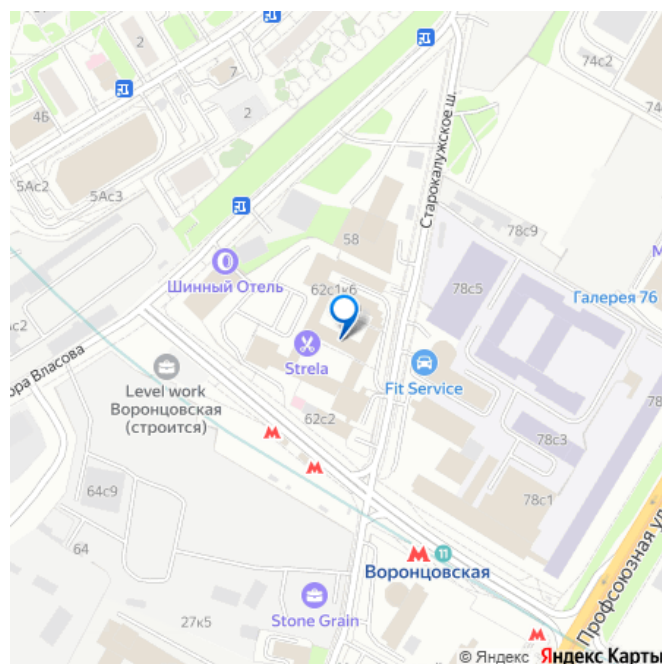 2
7
74с2
4Б
2
5Ас3
5Ас2
Старокалужское ш.
58
78с9
78с5
Шинный Отель
62с1к6
Галерея 76
Strela
Fit Service
Level work
Воронцовская
(строится)
62с2
78с3
78с1
64с9
64
11
Воронцовская
27к5
Stone Grain
© Яндекс Яндекс Карты